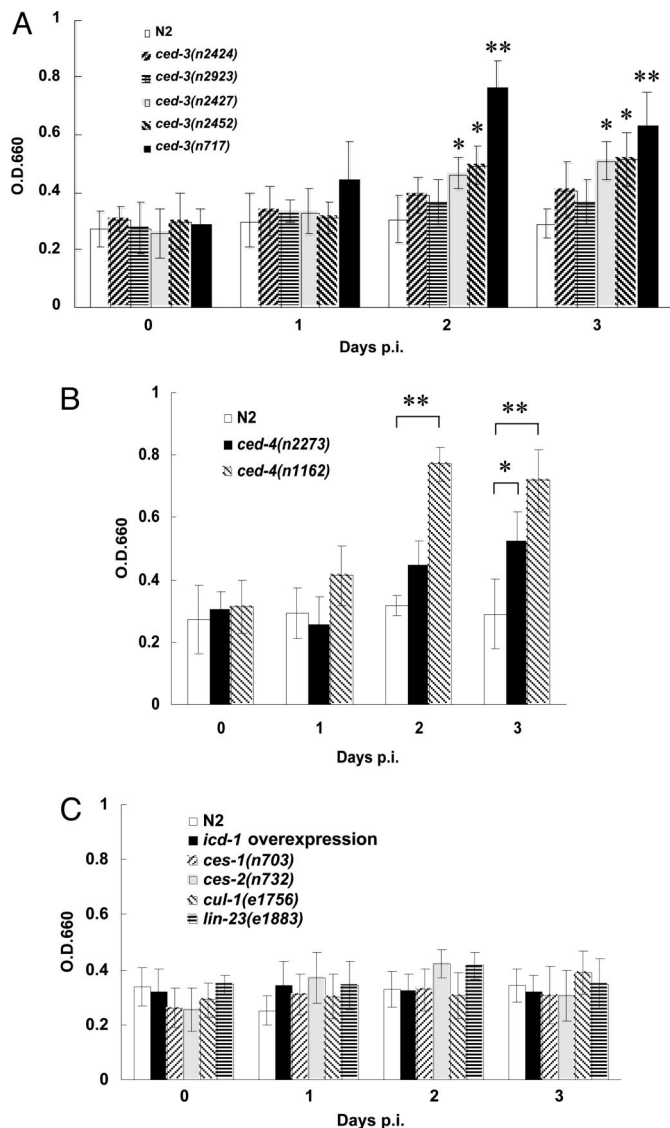 A
N2
ced-3(n2424)
ced-3(n2923)
ced-3(n2427)
ced-3(n2452)
ced-3(n717)
1
0.8
0.6
0.4
0.2
0
O.D.660
**
* *
**
* *
0 1 2 3
Days p.i.
B
N2
ced-4(n2273)
ced-4(n1162)
1
0.8
0.6
0.4
0.2
0
O.D.660
**
**
*
0 1 2 3
Days p.i.
C
N2
icd-1 overexpression
ces-1(n703)
ces-2(n732)
cul-1(e1756)
lin-23(e1883)
1
0.8
0.6
0.4
0.2
0
O.D.660
0 1 2 3
Days p.i.